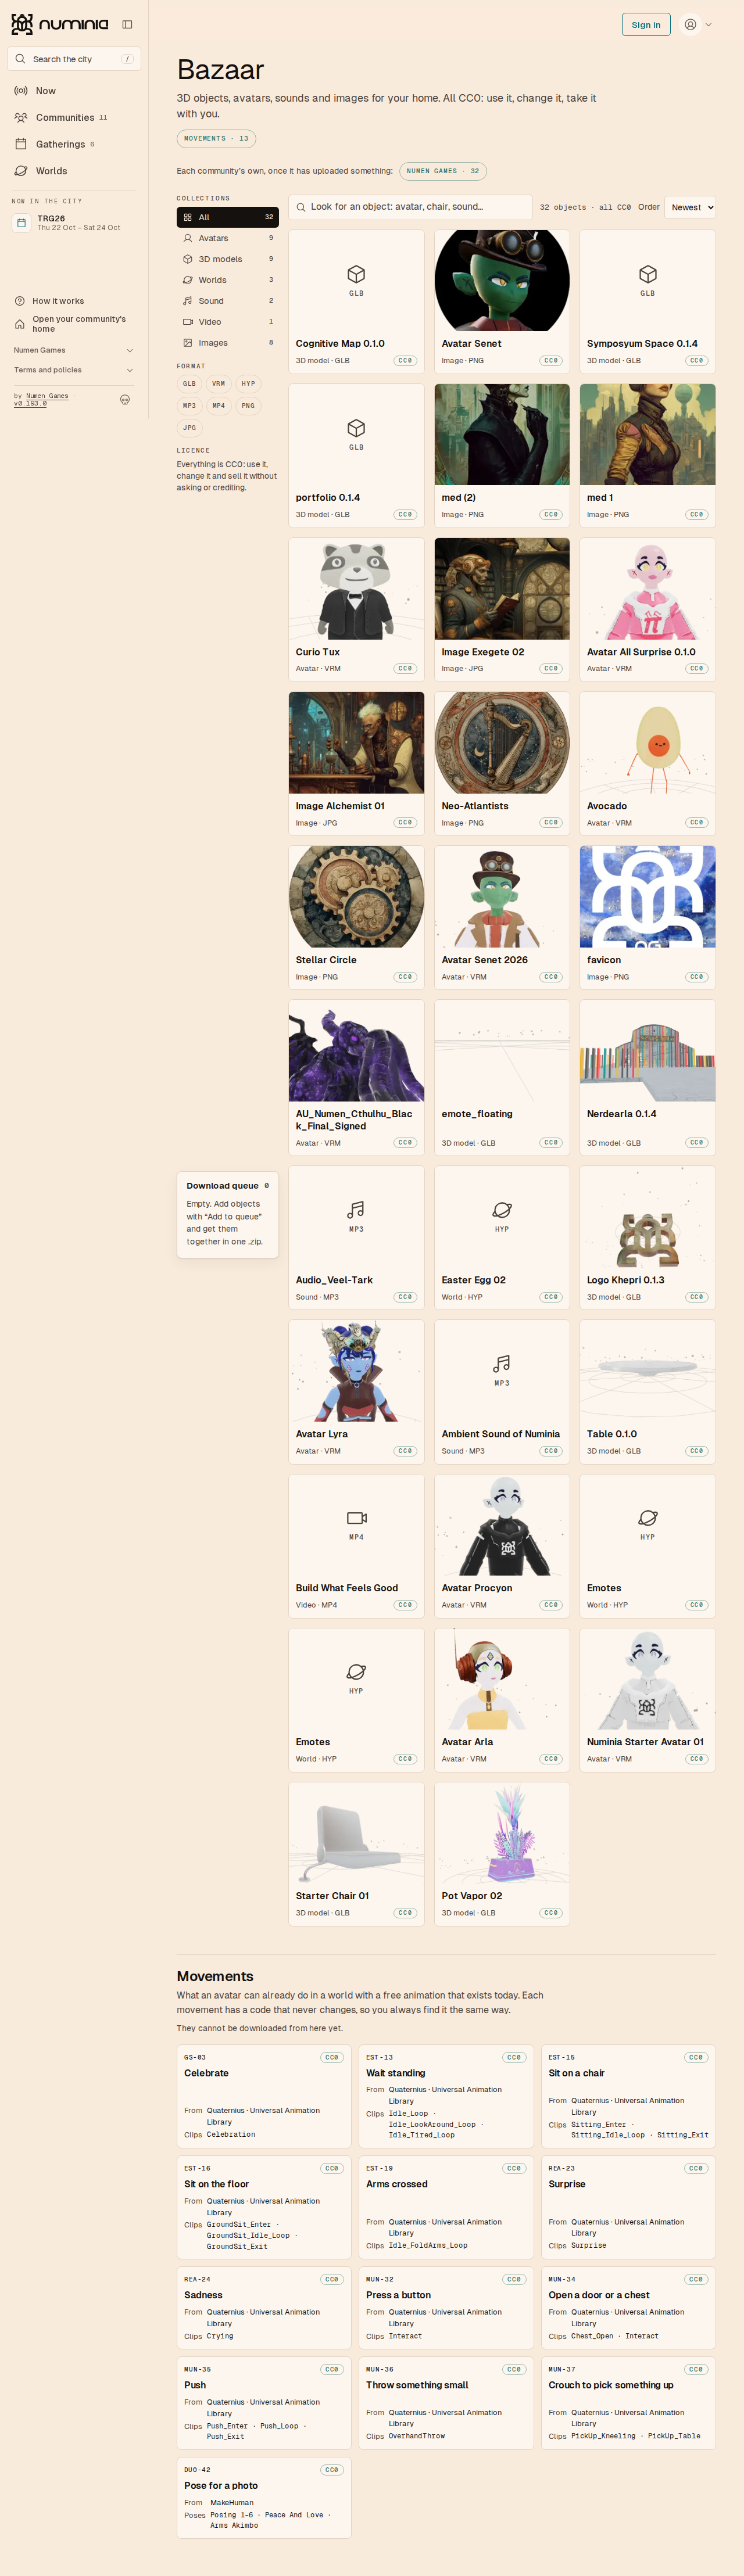 numinia
Search the city /
Now
Communities 11
Gatherings 6
Worlds
NOW IN THE CITY
TRG26
Thu 22 Oct – Sat 24 Oct
How it works
Open your community's
home
Numen Games
Terms and policies
by Numen Games ·
v0.193.0
Sign in
Bazaar
3D objects, avatars, sounds and images for your home. All CC0: use it, change it, take it
with you.
MOVEMENTS · 13
Each community's own, once it has uploaded something: NUMEN GAMES · 32
COLLECTIONS
All 32
Avatars 9
3D models 9
Worlds 3
Sound 2
Video 1
Images 8
FORMAT
GLB VRM HYP
MP3 MP4 PNG
JPG
LICENCE
Everything is CC0: use it,
change it and sell it without
asking or crediting.
Download queue 0
Empty. Add objects
with "Add to queue"
and get them
together in one .zip.
Look for an object: avatar, chair, sound…
32 objects · all CC0 Order Newest
GLB
Cognitive Map 0.1.0
3D model · GLB CC0
Avatar Senet
Image · PNG CC0
GLB
Symposyum Space 0.1.4
3D model · GLB CC0
GLB
portfolio 0.1.4
3D model · GLB CC0
med (2)
Image · PNG CC0
med 1
Image · PNG CC0
Curio Tux
Avatar · VRM CC0
Image Exegete 02
Image · JPG CC0
Avatar All Surprise 0.1.0
Avatar · VRM CC0
Image Alchemist 01
Image · JPG CC0
Neo-Atlantists
Image · PNG CC0
Avocado
Avatar · VRM CC0
Stellar Circle
Image · PNG CC0
Avatar Senet 2026
Avatar · VRM CC0
favicon
Image · PNG CC0
AU_Numen_Cthulhu_Blac
k_Final_Signed
Avatar · VRM CC0
emote_floating
3D model · GLB CC0
Nerdearla 0.1.4
3D model · GLB CC0
MP3
Audio_Veel-Tark
Sound · MP3 CC0
HYP
Easter Egg 02
World · HYP CC0
Logo Khepri 0.1.3
3D model · GLB CC0
Avatar Lyra
Avatar · VRM CC0
MP3
Ambient Sound of Numinia
Sound · MP3 CC0
Table 0.1.0
3D model · GLB CC0
MP4
Build What Feels Good
Video · MP4 CC0
Avatar Procyon
Avatar · VRM CC0
HYP
Emotes
World · HYP CC0
HYP
Emotes
World · HYP CC0
Avatar Arla
Avatar · VRM CC0
Numinia Starter Avatar 01
Avatar · VRM CC0
Starter Chair 01
3D model · GLB CC0
Pot Vapor 02
3D model · GLB CC0
Movements
What an avatar can already do in a world with a free animation that exists today. Each
movement has a code that never changes, so you always find it the same way.
They cannot be downloaded from here yet.
GS-03 CC0
Celebrate
From Quaternius · Universal Animation
Library
Clips Celebration
EST-13 CC0
Wait standing
From Quaternius · Universal Animation
Library
Clips Idle_Loop ·
Idle_LookAround_Loop ·
Idle_Tired_Loop
EST-15 CC0
Sit on a chair
From Quaternius · Universal Animation
Library
Clips Sitting_Enter ·
Sitting_Idle_Loop · Sitting_Exit
EST-16 CC0
Sit on the floor
From Quaternius · Universal Animation
Library
Clips GroundSit_Enter ·
GroundSit_Idle_Loop ·
GroundSit_Exit
EST-19 CC0
Arms crossed
From Quaternius · Universal Animation
Library
Clips Idle_FoldArms_Loop
REA-23 CC0
Surprise
From Quaternius · Universal Animation
Library
Clips Surprise
REA-24 CC0
Sadness
From Quaternius · Universal Animation
Library
Clips Crying
MUN-32 CC0
Press a button
From Quaternius · Universal Animation
Library
Clips Interact
MUN-34 CC0
Open a door or a chest
From Quaternius · Universal Animation
Library
Clips Chest_Open · Interact
MUN-35 CC0
Push
From Quaternius · Universal Animation
Library
Clips Push_Enter · Push_Loop ·
Push_Exit
MUN-36 CC0
Throw something small
From Quaternius · Universal Animation
Library
Clips OverhandThrow
MUN-37 CC0
Crouch to pick something up
From Quaternius · Universal Animation
Library
Clips PickUp_Kneeling · PickUp_Table
DUO-42 CC0
Pose for a photo
From MakeHuman
Poses Posing 1–6 · Peace And Love ·
Arms Akimbo